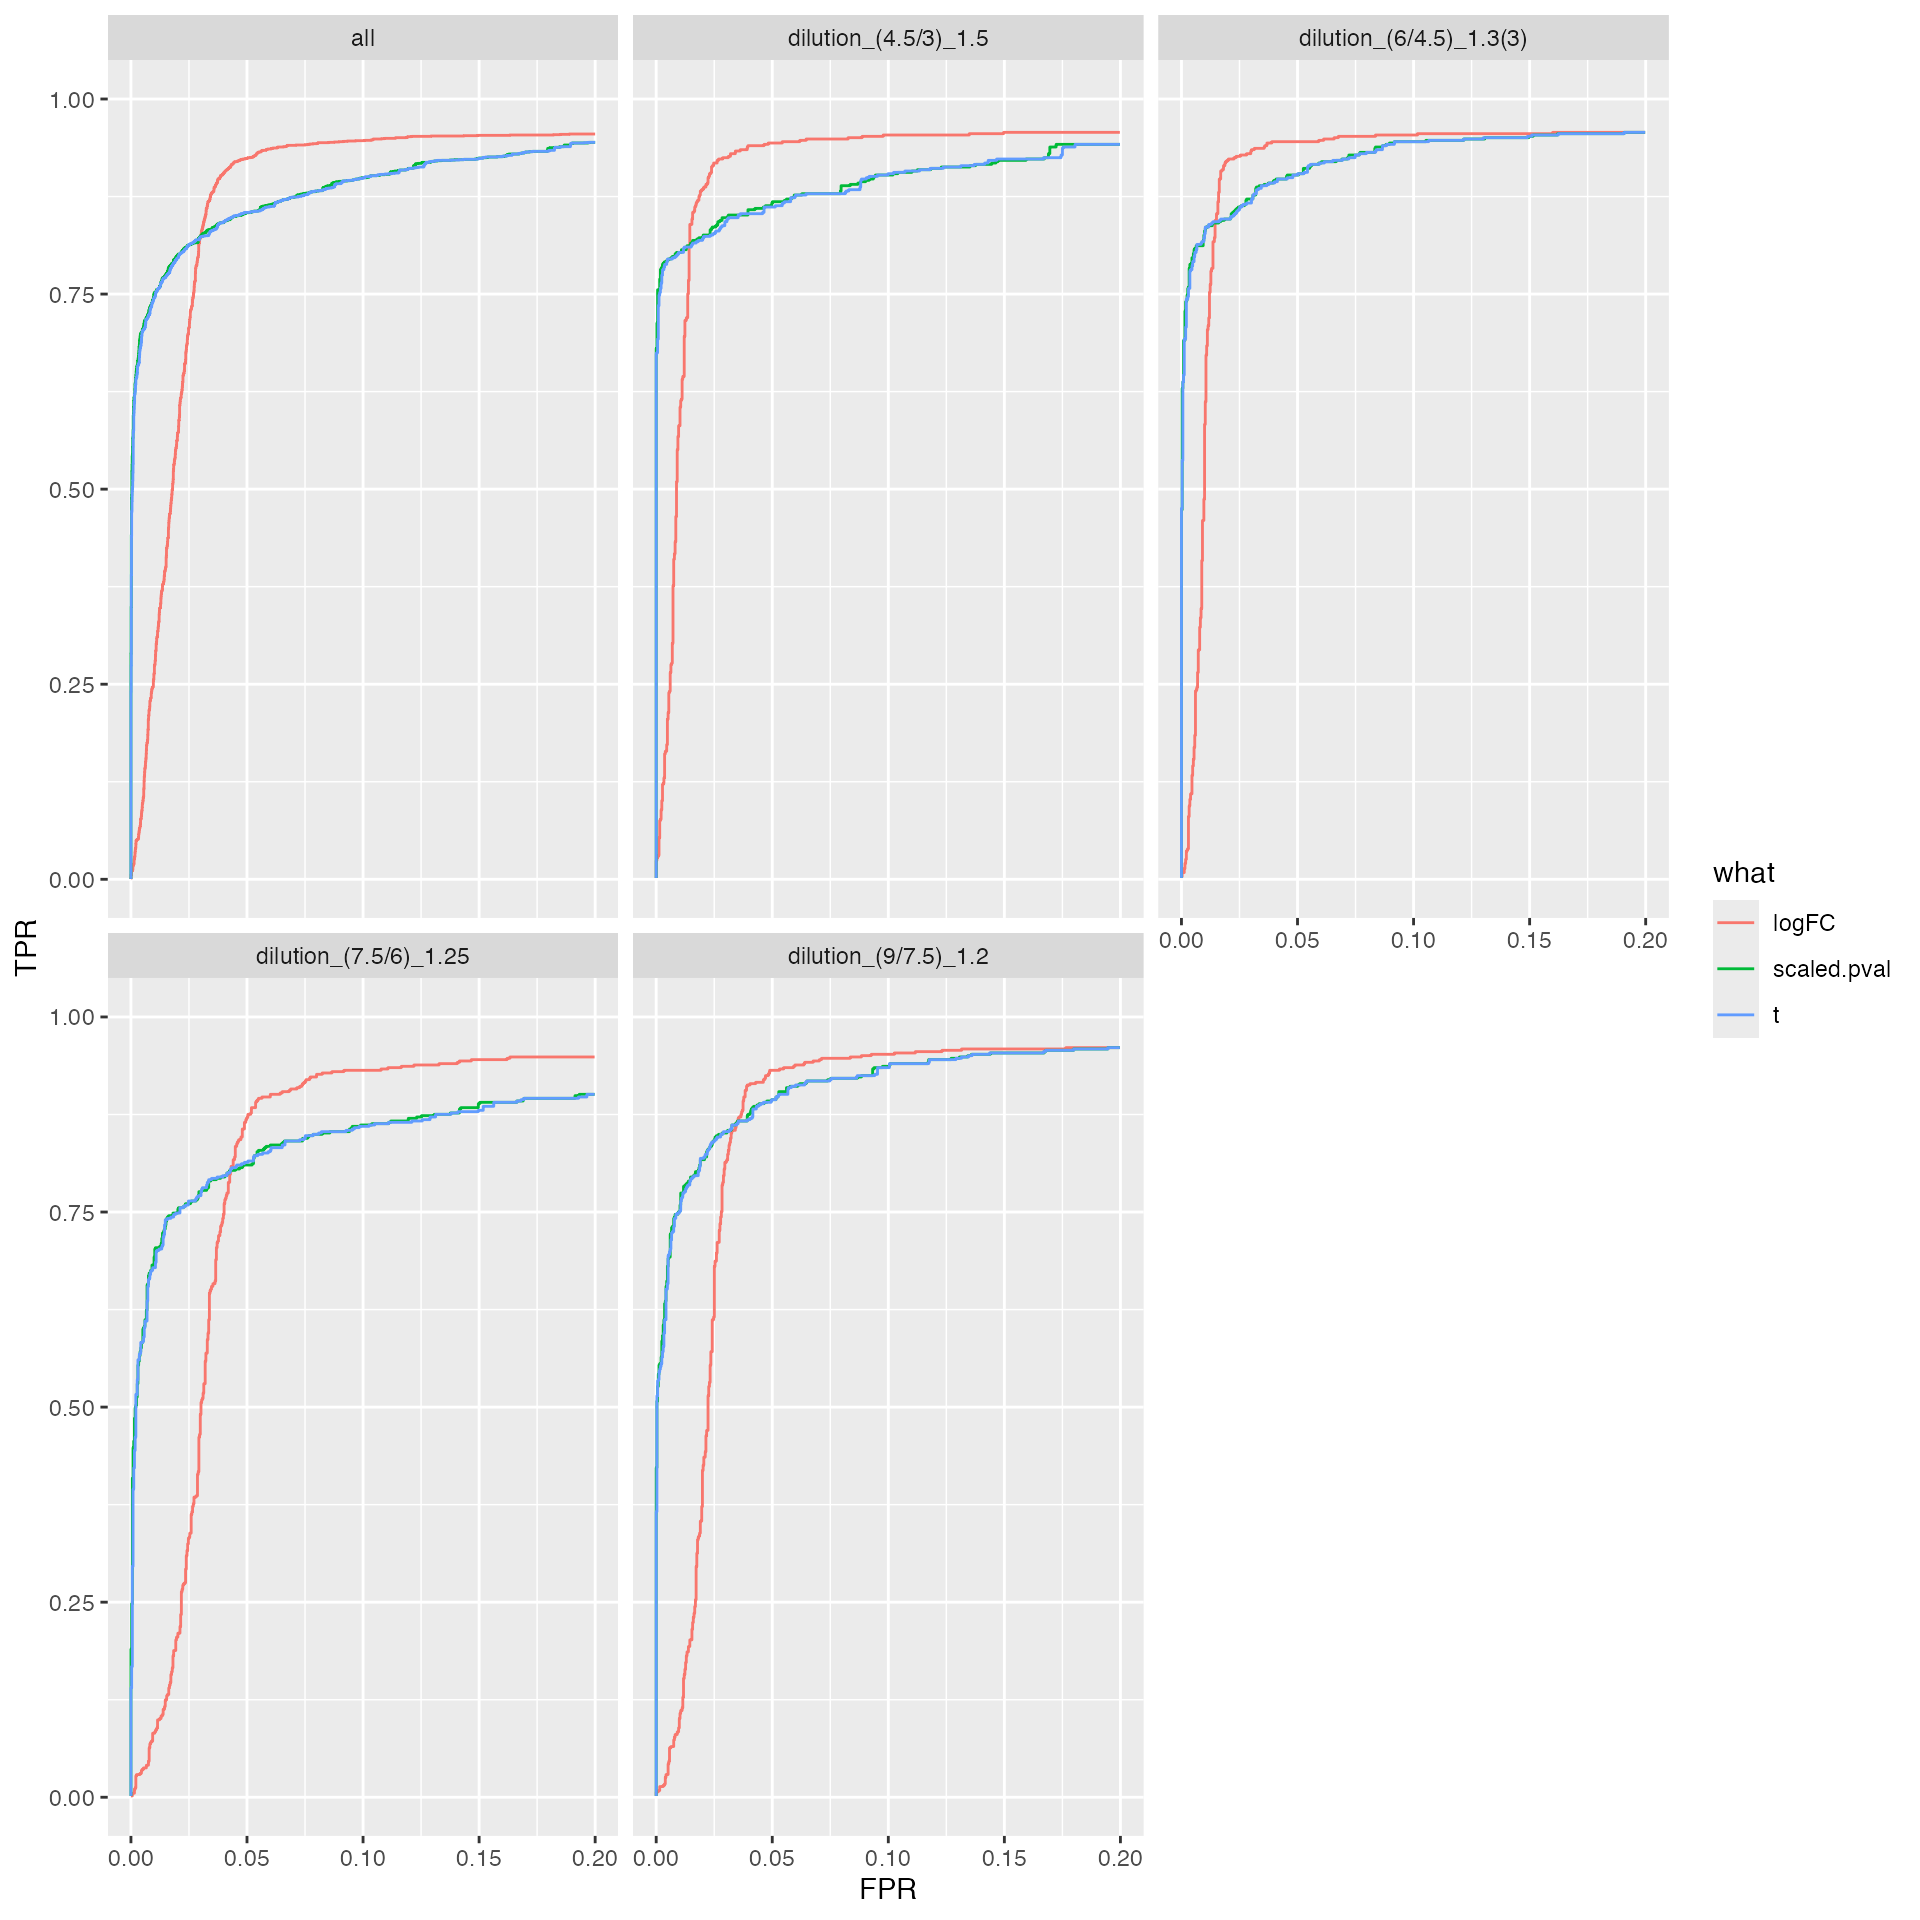 all
dilution_(4.5/3)_1.5
dilution_(6/4.5)_1.3(3)
1.00
0.75
0.50
0.25
0.00
0.00 0.05 0.10 0.15 0.20
dilution_(7.5/6)_1.25
dilution_(9/7.5)_1.2
1.00
0.75
0.50
0.25
0.00
0.00 0.05 0.10 0.15 0.20
0.00 0.05 0.10 0.15 0.20
FPR
TPR
what
logFC
scaled.pval
t